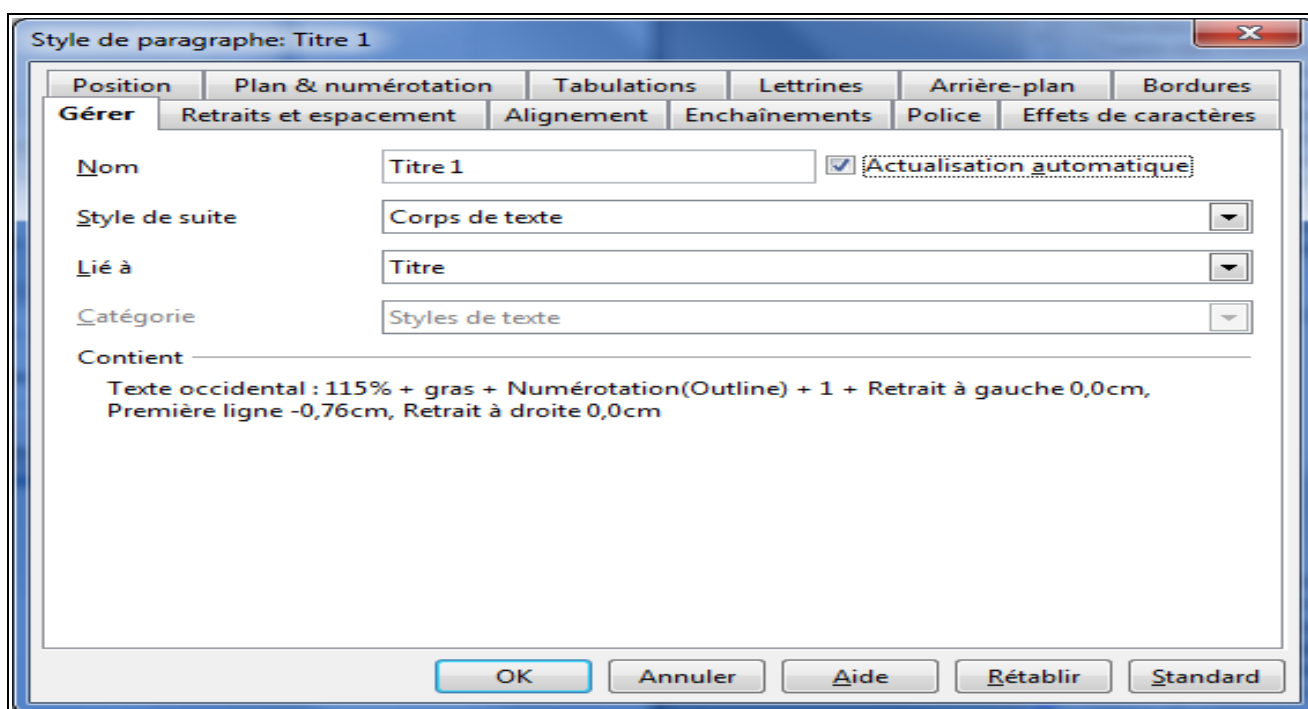 Style de paragraphe: Titre 1
Position Plan & numérotation Tabulations Lettrines Arrière-plan Bordures
Gérer Retraits et espacement Alignement Enchaînements Police Effets de caractères
Nom Titre 1 Actualisation automatique
Style de suite Corps de texte
Lié à Titre
Catégorie Styles de texte
Contient
Texte occidental : 115% + gras + Numérotation(Outline) + 1 + Retrait à gauche 0,0cm,
Première ligne -0,76cm, Retrait à droite 0,0cm
OK Annuler Aide Rétablir Standard